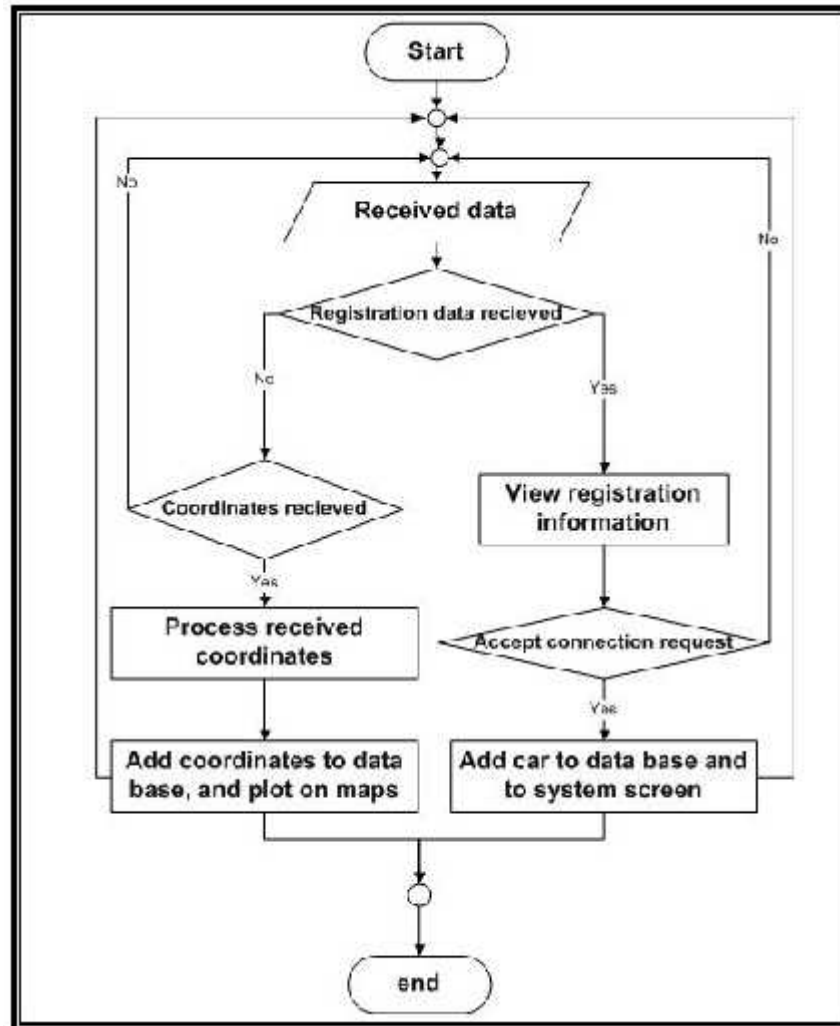 Start
No
Received data
No
Registration data recieved
No
Yes
Coordinates recieved
View registration
information
Yes
Process received
coordinates
Accept connection request
Yes
Add coordinates to data
base, and plot on maps
Add car to data base and
to system screen
end